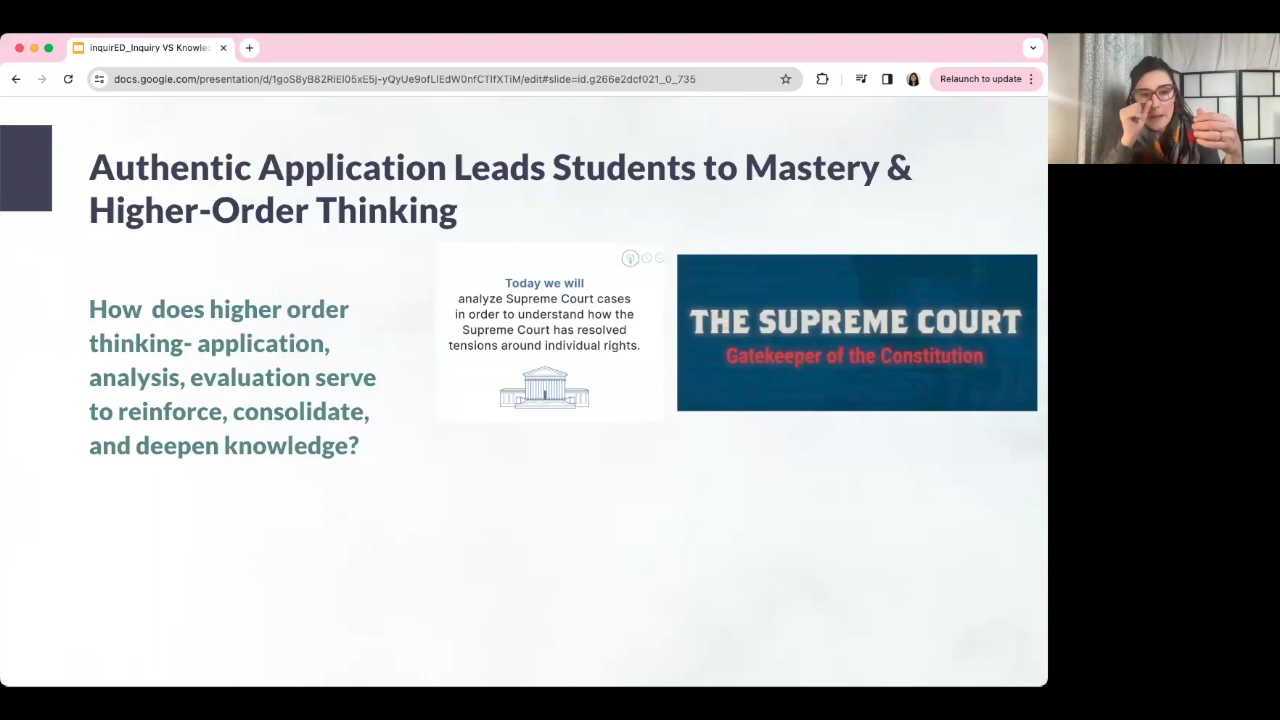 inquirED_Inquiry VS Knowle
docs.google.com/presentation/d/1goS8yB82RiEl05xE5j-yQyUe9ofLlEdW0nfCTlfXTiM/edit#slide=id.g266e2dcf021_0_735
Relaunch to update
Authentic Application Leads Students to Mastery &
Higher-Order Thinking
How does higher order
thinking- application,
analysis, evaluation serve
to reinforce, consolidate,
and deepen knowledge?
Today we will
analyze Supreme Court cases
in order to understand how the
Supreme Court has resolved
tensions around individual rights.
THE SUPREME COURT
Gatekeeper of the Constitution